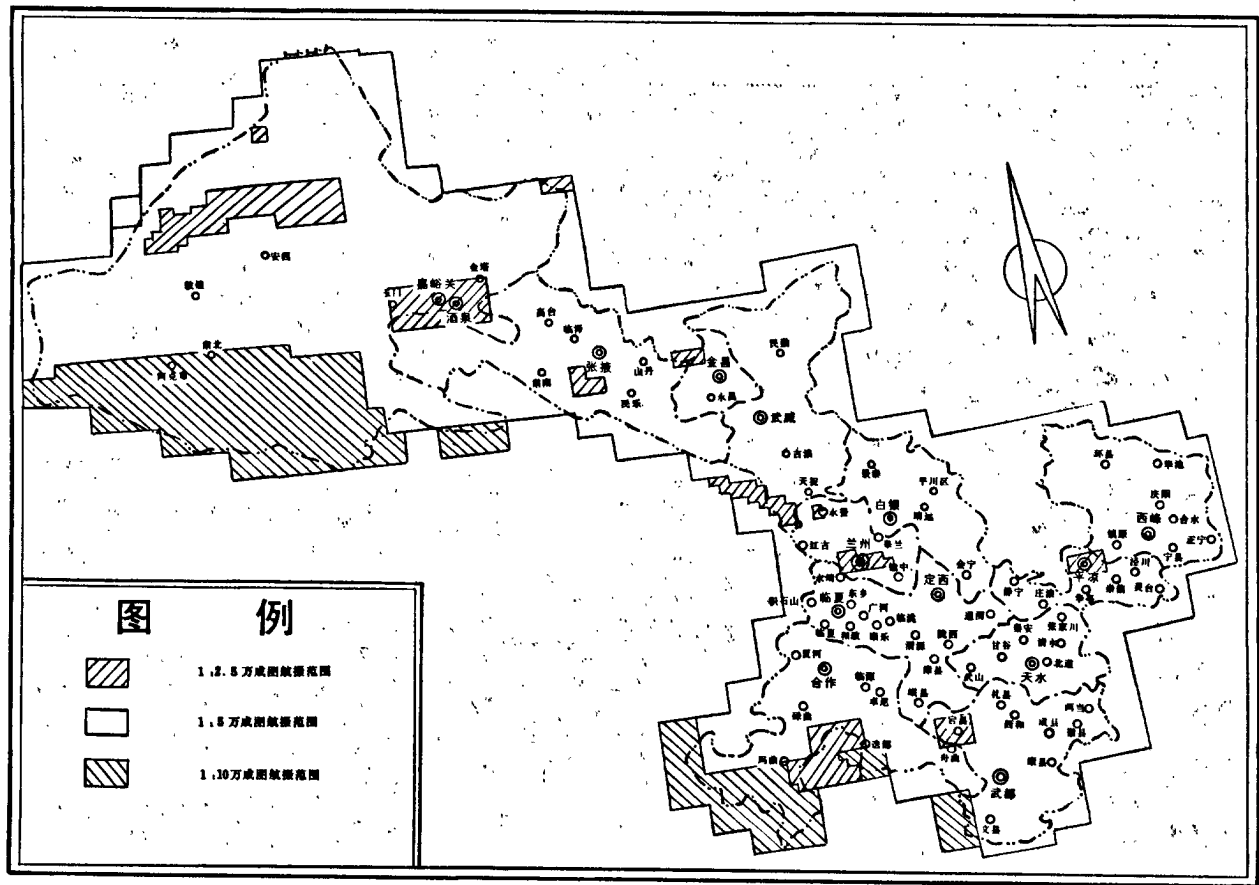 安西
敦煌
肃北
阿克塞
玉门
嘉峪关
酒泉
金塔
高台
临泽
张掖
肃南
山丹
民乐
金昌
永昌
民勤
武威
古浪
天祝
景泰
平川区
白银
靖远
永登
红古
兰州
皋兰
榆中
永靖
定西
会宁
静宁
庄浪
平凉
环县
华池
庆阳
西峰
合水
正宁
镇原
宁县
泾川
崇信
灵台
华亭
积石山
临夏
东乡
广河
临洮
临夏
和政
康乐
渭源
陇西
通渭
秦安
张家川
甘谷
清水
天水
北道
武山
漳县
夏河
合作
临潭
卓尼
岷县
礼县
西和
两当
成县
徽县
碌曲
玛曲
迭部
宕昌
舟曲
康县
武都
文县
图 例
1:2.5万成图航摄范围
1:5万成图航摄范围
1:10万成图航摄范围